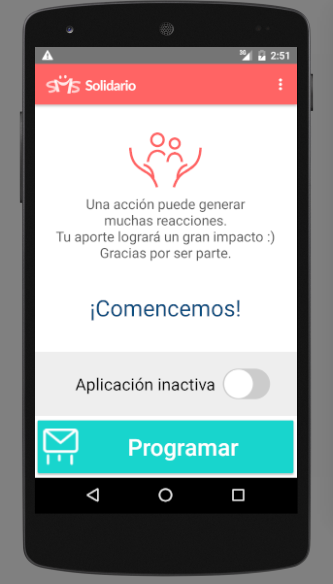 3G 2:51
SMS Solidario
Una acción puede generar
muchas reacciones.
Tu aporte logrará un gran impacto :)
Gracias por ser parte.
¡Comencemos!
Aplicación inactiva
Programar